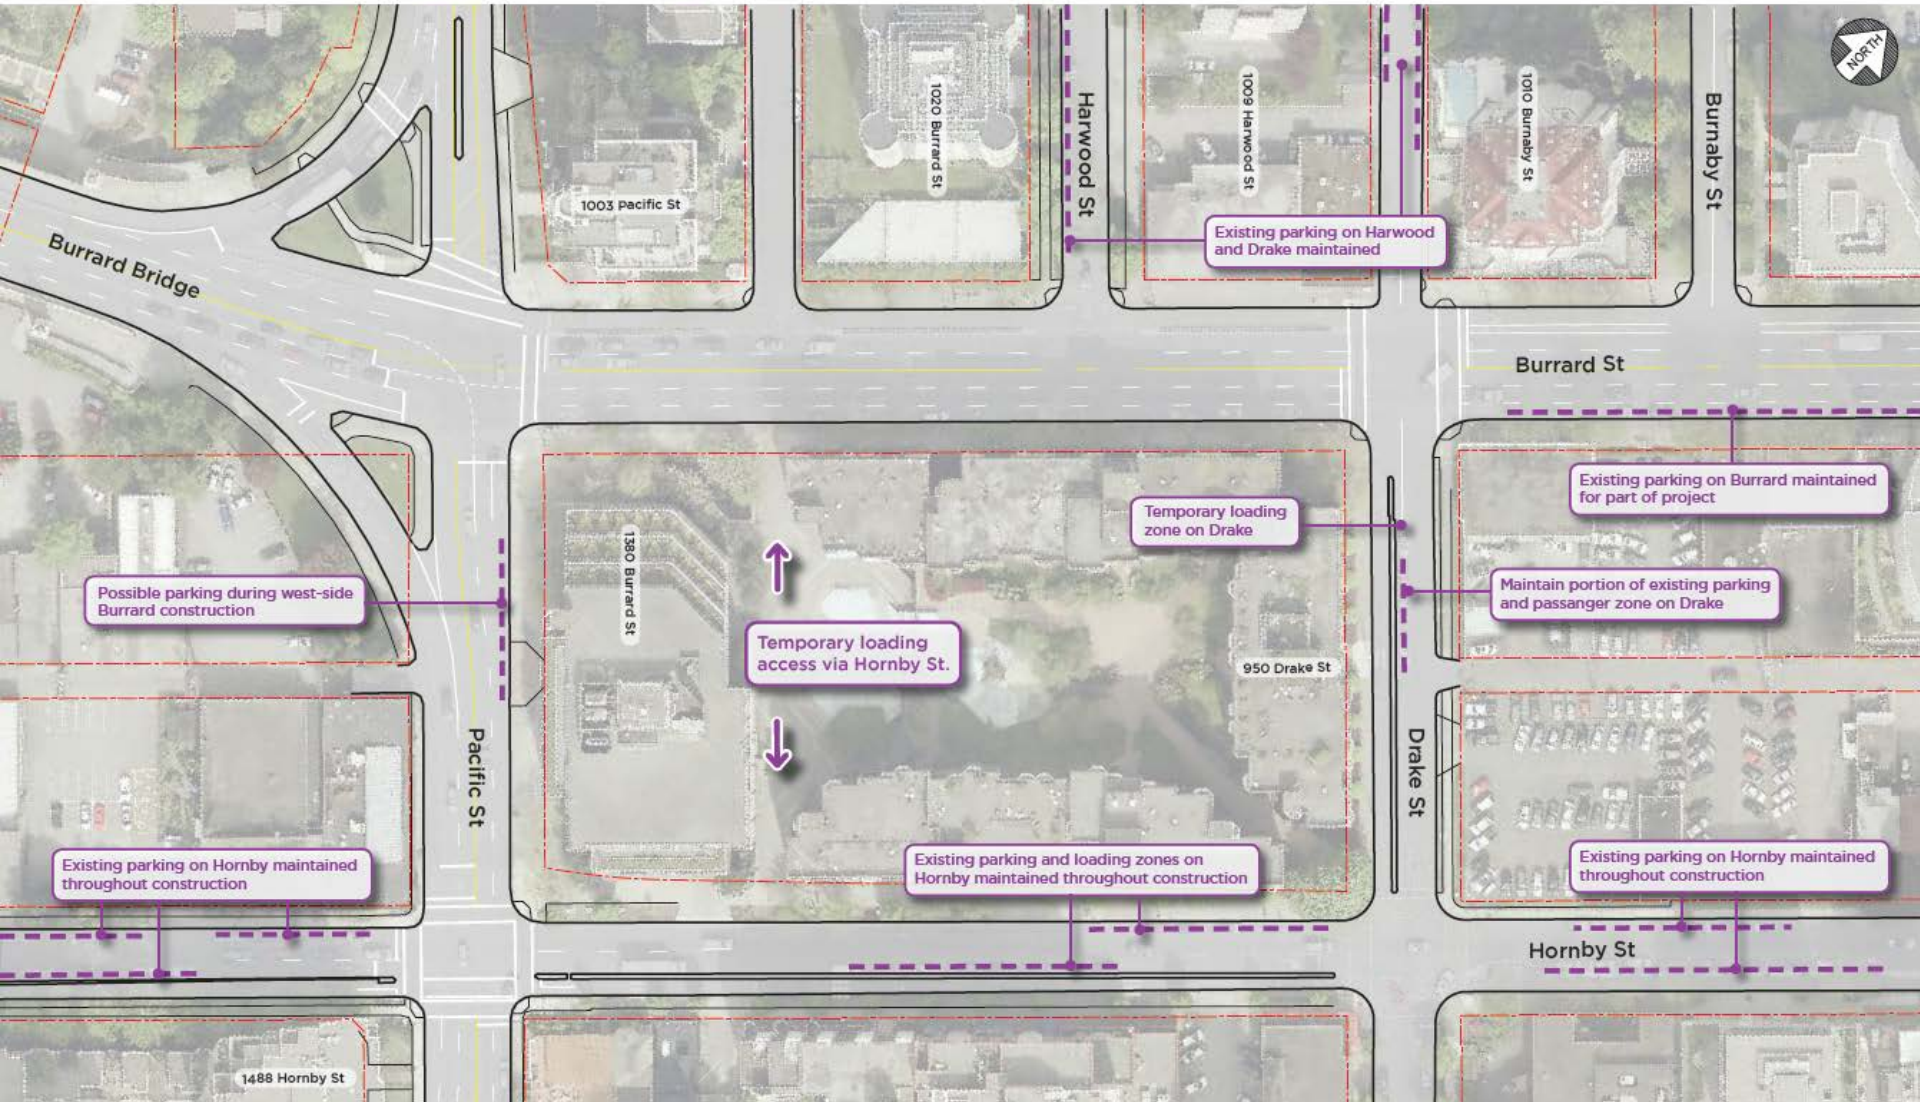 NORTH
1020 Burrard St
Harwood St
1009 Harwood St
1010 Burnaby St
Burnaby St
1003 Pacific St
Existing parking on Harwood
and Drake maintained
Burrard Bridge
Burrard St
Existing parking on Burrard maintained
for part of project
Temporary loading
zone on Drake
1380 Burrard St
Possible parking during west-side
Burrard construction
Maintain portion of existing parking
and passanger zone on Drake
Temporary loading
access via Hornby St.
950 Drake St
Pacific St
Drake St
Existing parking on Hornby maintained
throughout construction
Existing parking and loading zones on
Hornby maintained throughout construction
Existing parking on Hornby maintained
throughout construction
Hornby St
1488 Hornby St